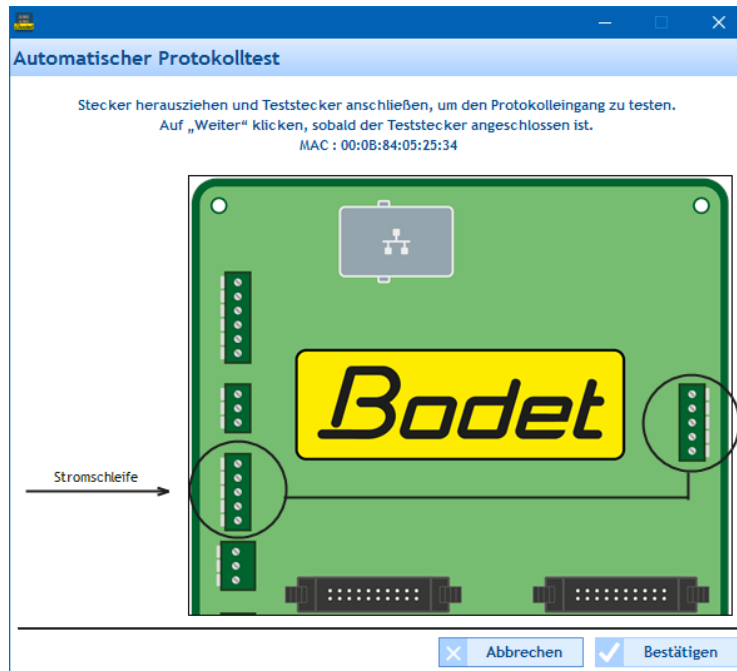 Automatischer Protokolltest
Stecker herausziehen und Teststecker anschließen, um den Protokolleingang zu testen.
Auf „Weiter“ klicken, sobald der Teststecker angeschlossen ist.
MAC : 00:0B:84:05:25:34
Bodet
Stromschleife
Abbrechen
Bestätigen